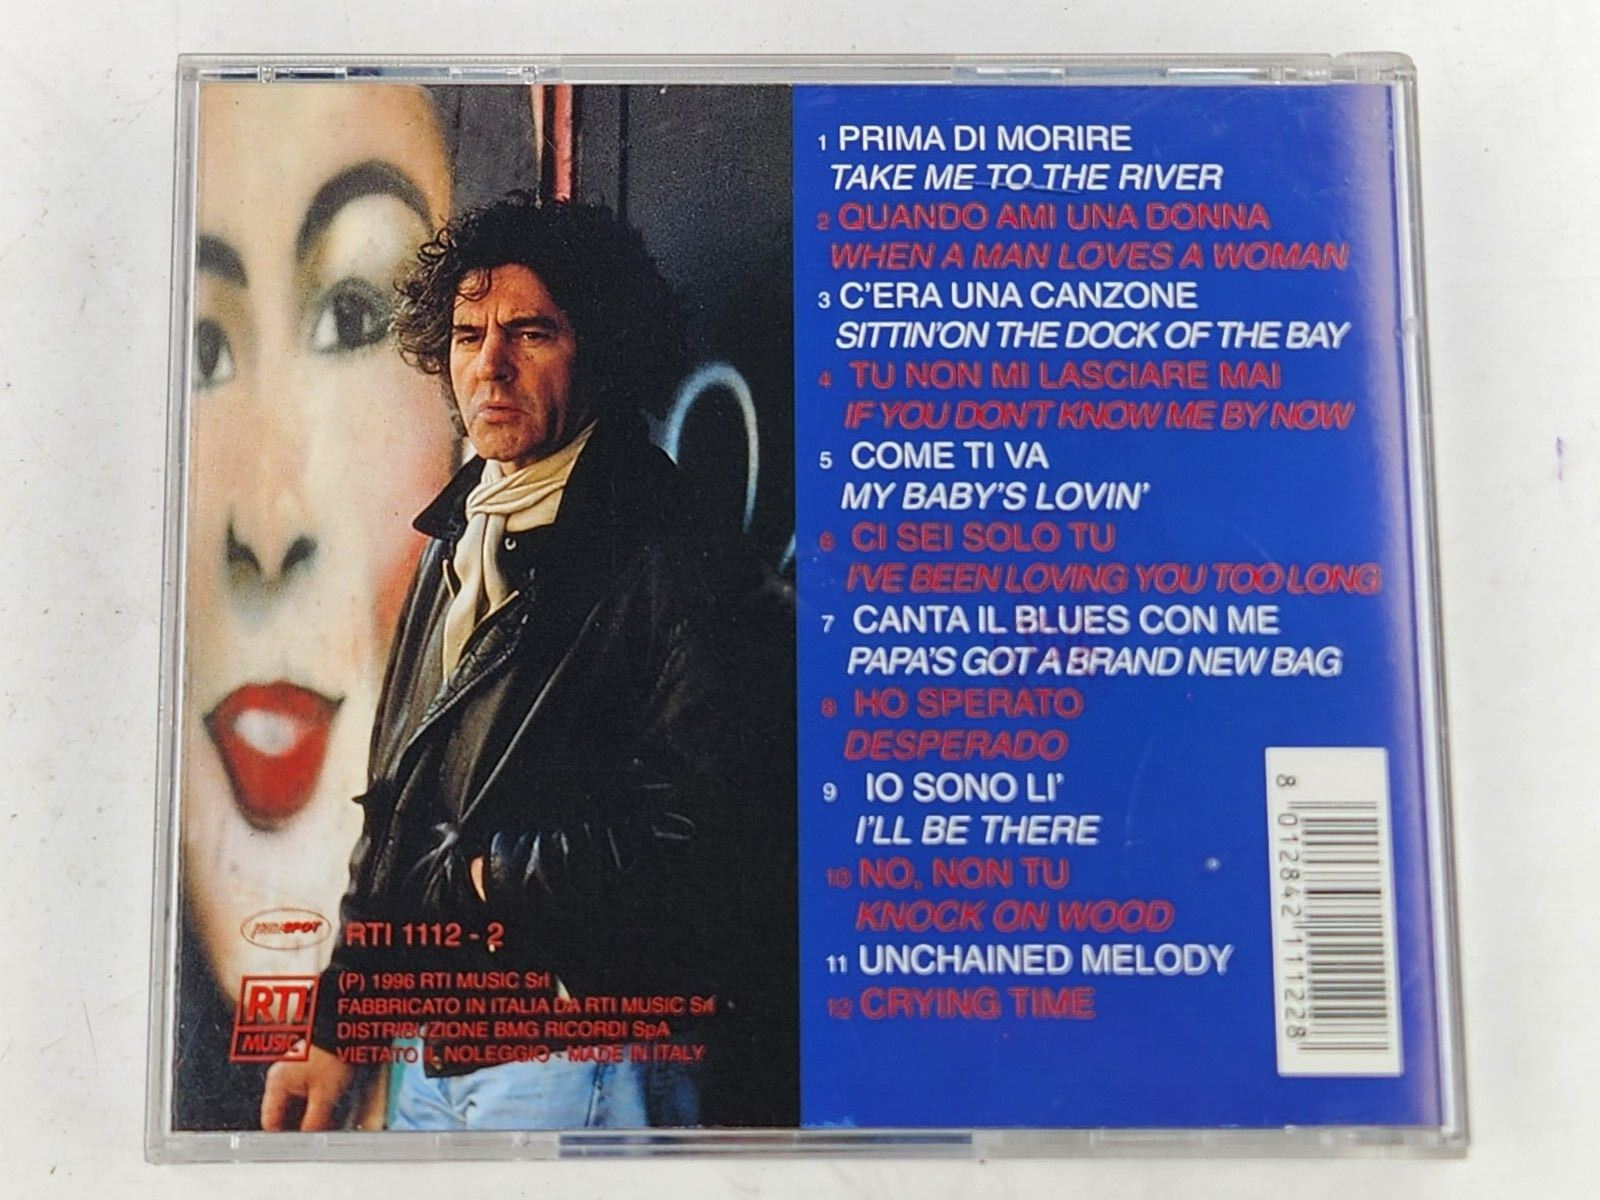 1 PRIMA DI MORIRE
TAKE ME TO THE RIVER
2 QUANDO AMI UNA DONNA
WHEN A MAN LOVES A WOMAN
3 C'ERA UNA CANZONE
SITTIN'ON THE DOCK OF THE BAY
4 TU NON MI LASCIARE MAI
IF YOU DON'T KNOW ME BY NOW
5 COME TI VA
MY BABY'S LOVIN'
6 CI SEI SOLO TU
I'VE BEEN LOVING YOU TOO LONG
7 CANTA IL BLUES CON ME
PAPA'S GOT A BRAND NEW BAG
8 HO SPERATO
DESPERADO
9 IO SONO LI'
I'LL BE THERE
10 NO, NON TU
KNOCK ON WOOD
11 UNCHAINED MELODY
12 CRYING TIME
RTI 1112 - 2
RTI
MUSIC
(P) 1996 RTI MUSIC Srl
FABBRICATO IN ITALIA DA RTI MUSIC Srl
DISTRIBUZIONE BMG RICORDI SpA
VIETATO IL NOLEGGIO - MADE IN ITALY
8 012842 111228